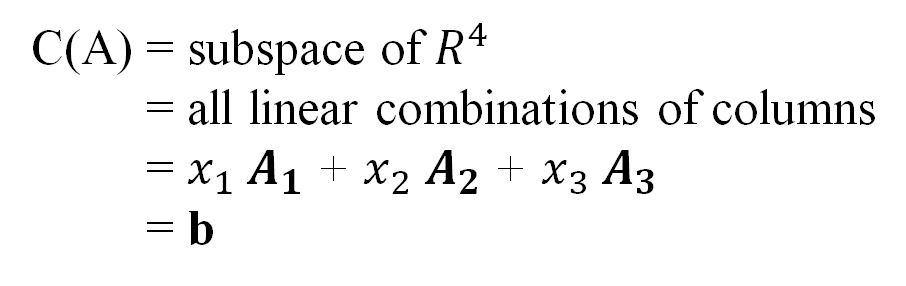 C(A) = subspace of R⁴
= all linear combinations of columns
= x₁ A₁ + x₂ A₂ + x₃ A₃
= b